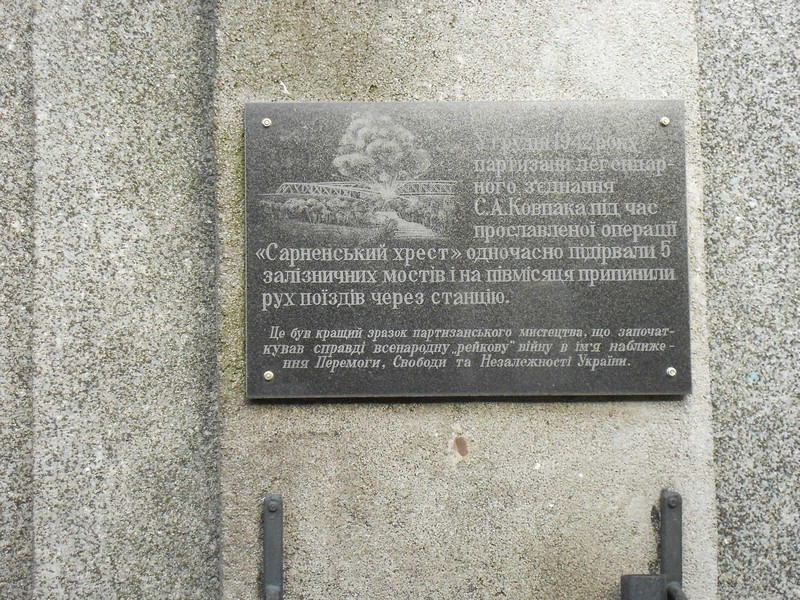 У грудні 1942 року
партизани легендар-
ного з'єднання
С.А.Ковпака під час
прославленої операції
«Сарненський хрест» одночасно підірвали 5
залізничних мостів і на півмісяця припинили
рух поїздів через станцію.
Це був кращий зразок партизанського мистецтва, що започат-
кував справді всенародну „рейкову" війну в ім'я наближе-
ння Перемоги, Свободи та Незалежності України.